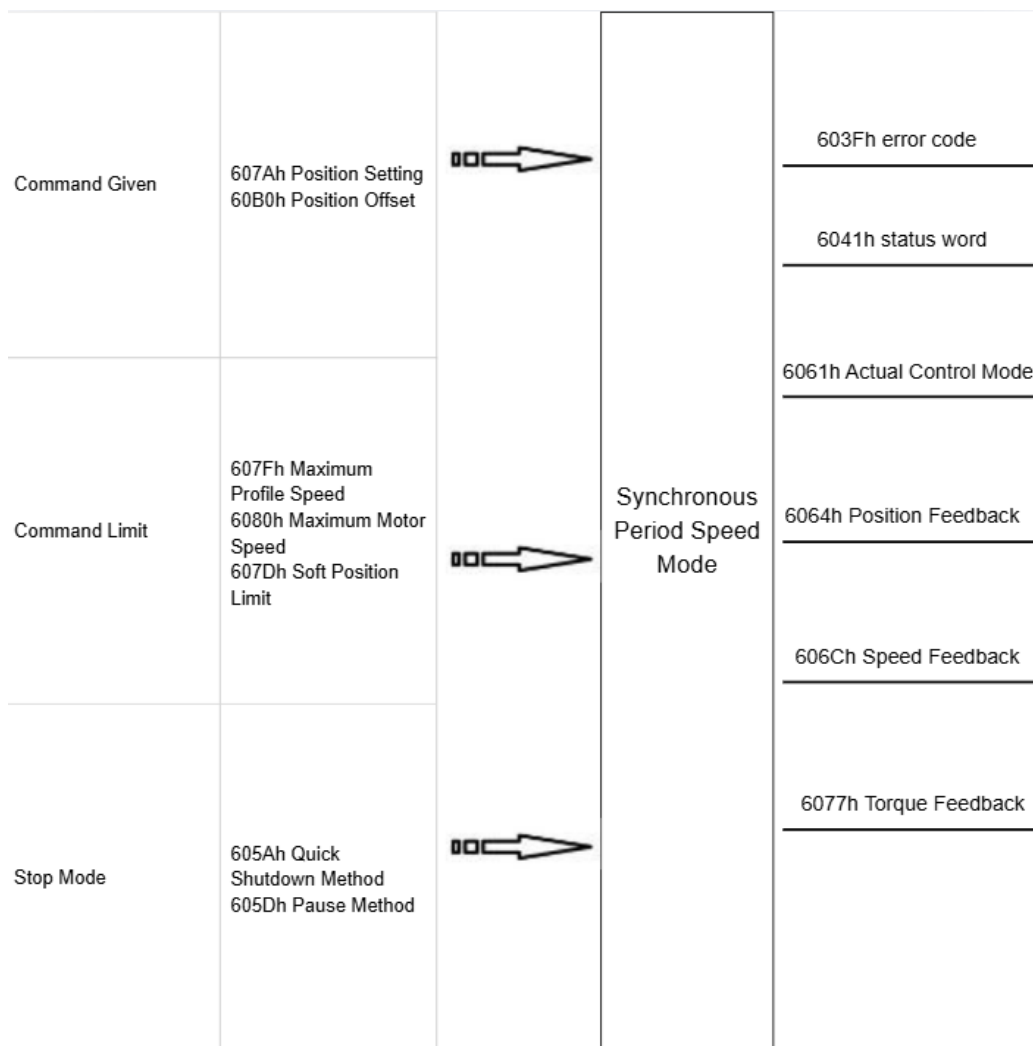 Command Given
607Ah Position Setting
60B0h Position Offset
Command Limit
607Fh Maximum
Profile Speed
6080h Maximum Motor
Speed
607Dh Soft Position
Limit
Stop Mode
605Ah Quick
Shutdown Method
605Dh Pause Method
Synchronous
Period Speed
Mode
603Fh error code
6041h status word
6061h Actual Control Mode
6064h Position Feedback
606Ch Speed Feedback
6077h Torque Feedback